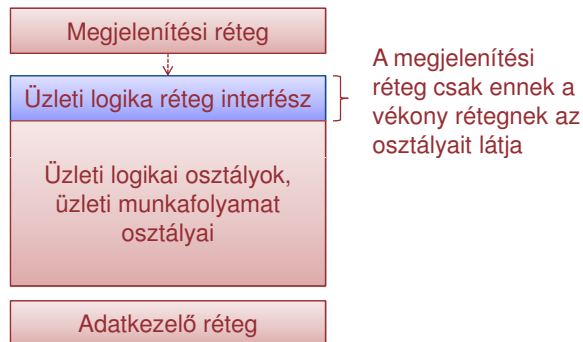 Megjelenítési réteg
Üzleti logika réteg interfész
A megjelenítési
réteg csak ennek a
vékony rétegnek az
osztályait látja
Üzleti logikai osztályok,
üzleti munkafolyamat
osztályai
Adatkezelő réteg